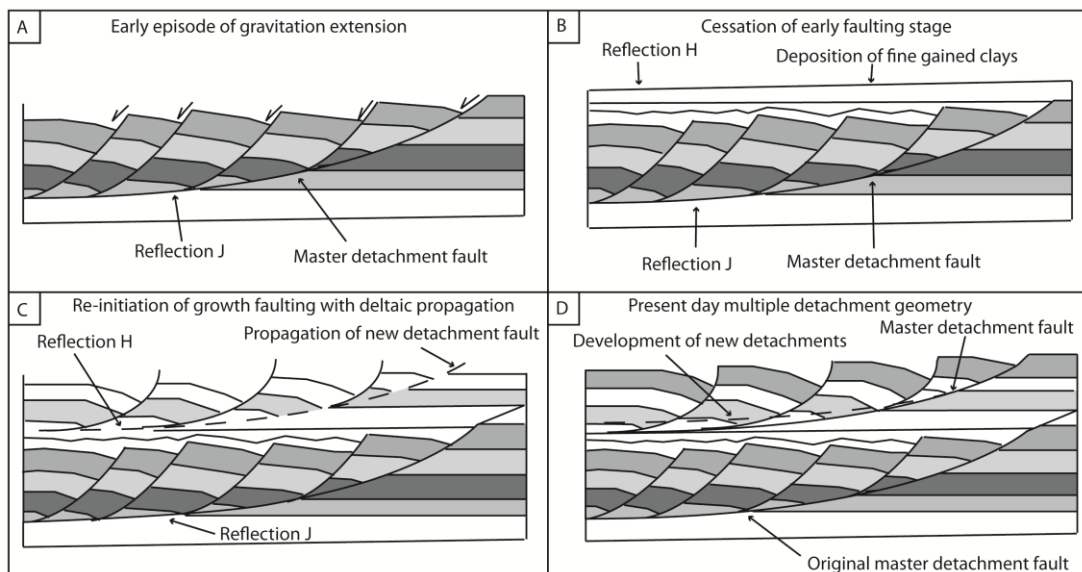 A
Early episode of gravitation extension
Reflection J
Master detachment fault
B
Cessation of early faulting stage
Reflection H
Deposition of fine gained clays
Reflection J
Master detachment fault
C
Re-initiation of growth faulting with deltaic propagation
Propagation of new detachment fault
Reflection H
Reflection J
D
Present day multiple detachment geometry
Master detachment fault
Development of new detachments
Original master detachment fault